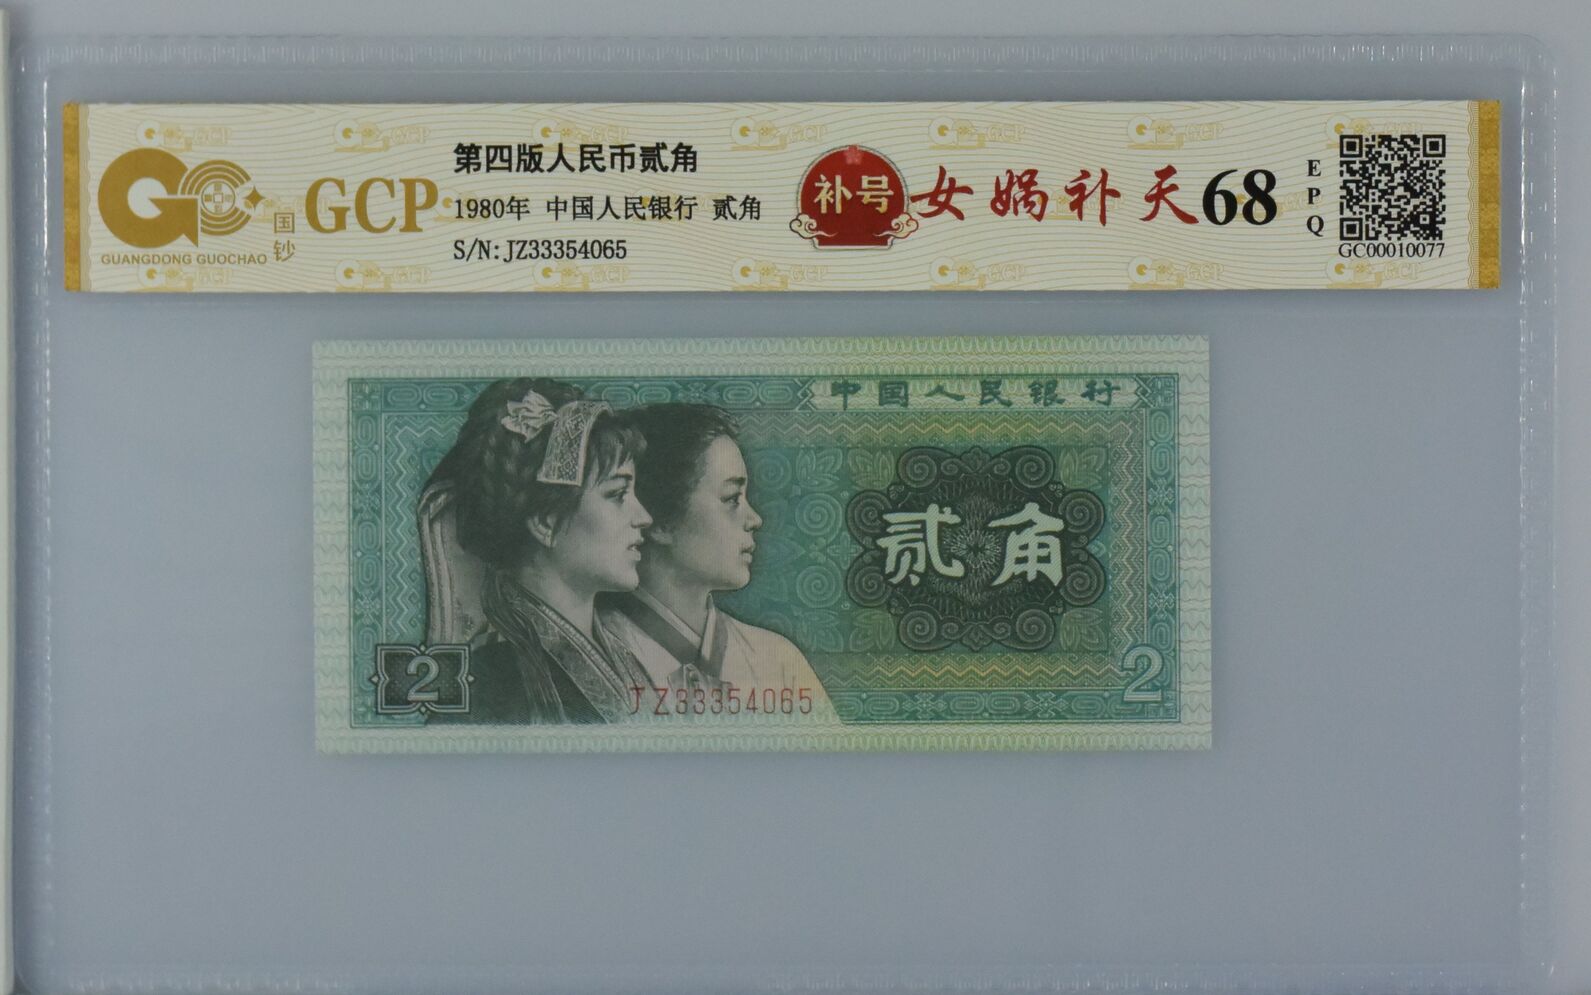 GCP
国钞
GUANGDONG GUOCHAO
第四版人民币贰角
1980年 中国人民银行 贰角
S/N: JZ33354065
补号
女娲补天
68
EPQ
GC00010077
中国人民银行
贰角
2
JZ33354065
2